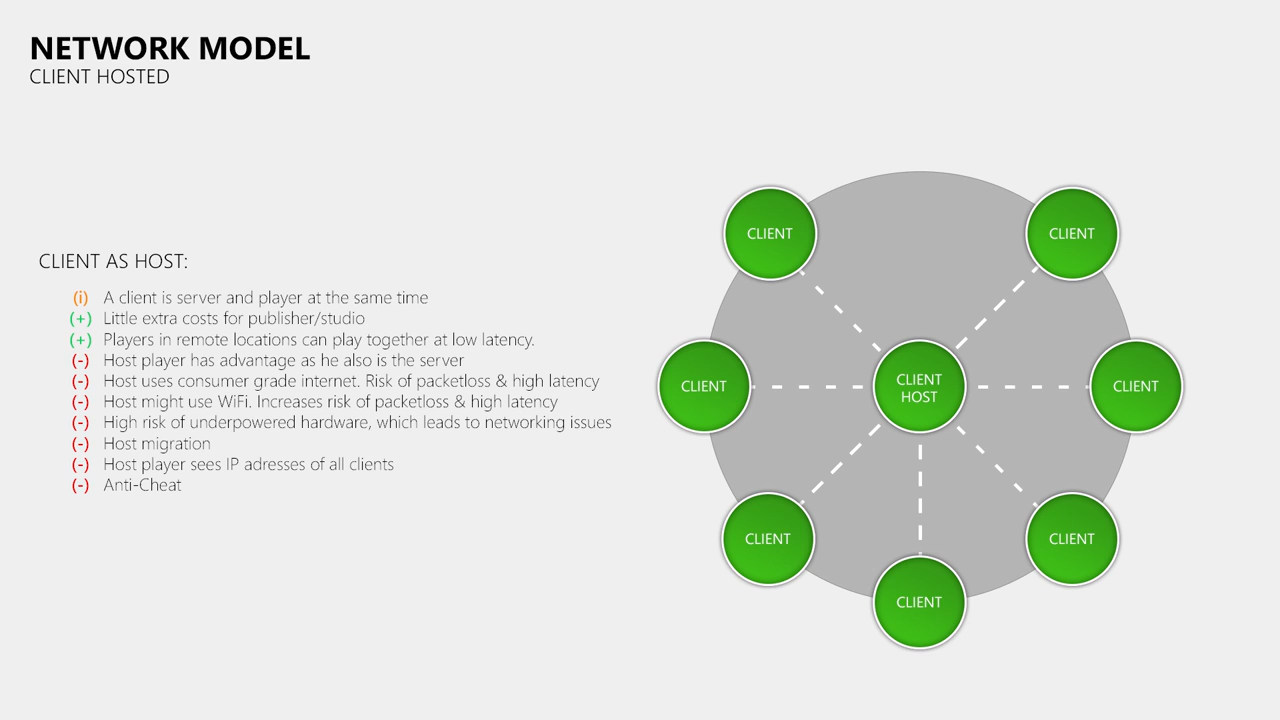 NETWORK MODEL
CLIENT HOSTED
CLIENT AS HOST:
(i) A client is server and player at the same time
(+) Little extra costs for publisher/studio
(+) Players in remote locations can play together at low latency.
(-) Host player has advantage as he also is the server
(-) Host uses consumer grade internet. Risk of packetloss & high latency
(-) Host might use WiFi. Increases risk of packetloss & high latency
(-) High risk of underpowered hardware, which leads to networking issues
(-) Host migration
(-) Host player sees IP adresses of all clients
(-) Anti-Cheat
CLIENT
CLIENT
CLIENT
CLIENT
HOST
CLIENT
CLIENT
CLIENT
CLIENT